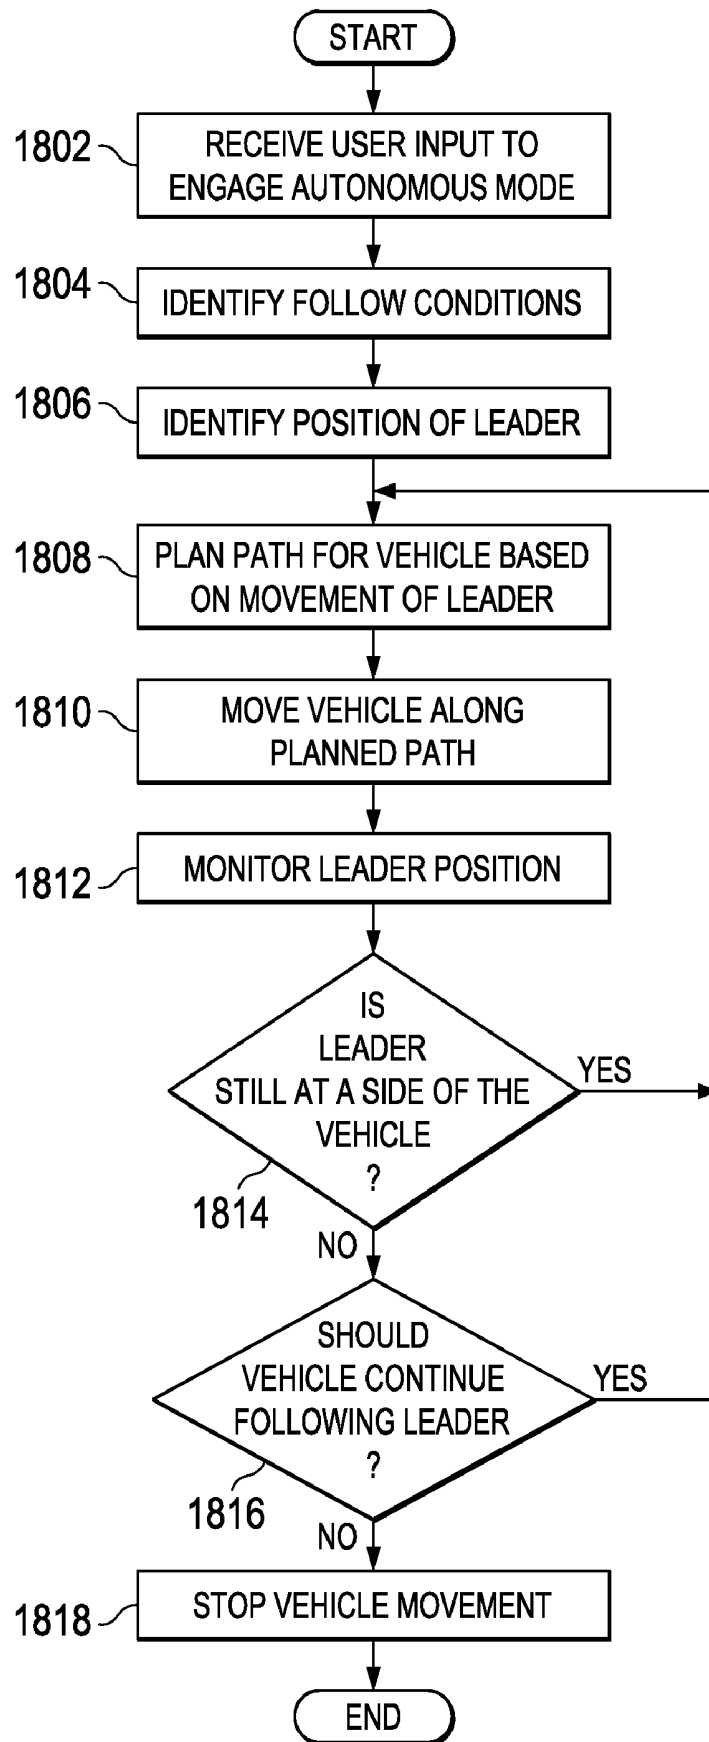 START
1802
RECEIVE USER INPUT TO
ENGAGE AUTONOMOUS MODE
1804
IDENTIFY FOLLOW CONDITIONS
1806
IDENTIFY POSITION OF LEADER
1808
PLAN PATH FOR VEHICLE BASED
ON MOVEMENT OF LEADER
1810
MOVE VEHICLE ALONG
PLANNED PATH
1812
MONITOR LEADER POSITION
IS
LEADER
STILL AT A SIDE OF THE
VEHICLE
?
YES
1814
NO
SHOULD
VEHICLE CONTINUE
FOLLOWING LEADER
?
YES
1816
NO
1818
STOP VEHICLE MOVEMENT
END